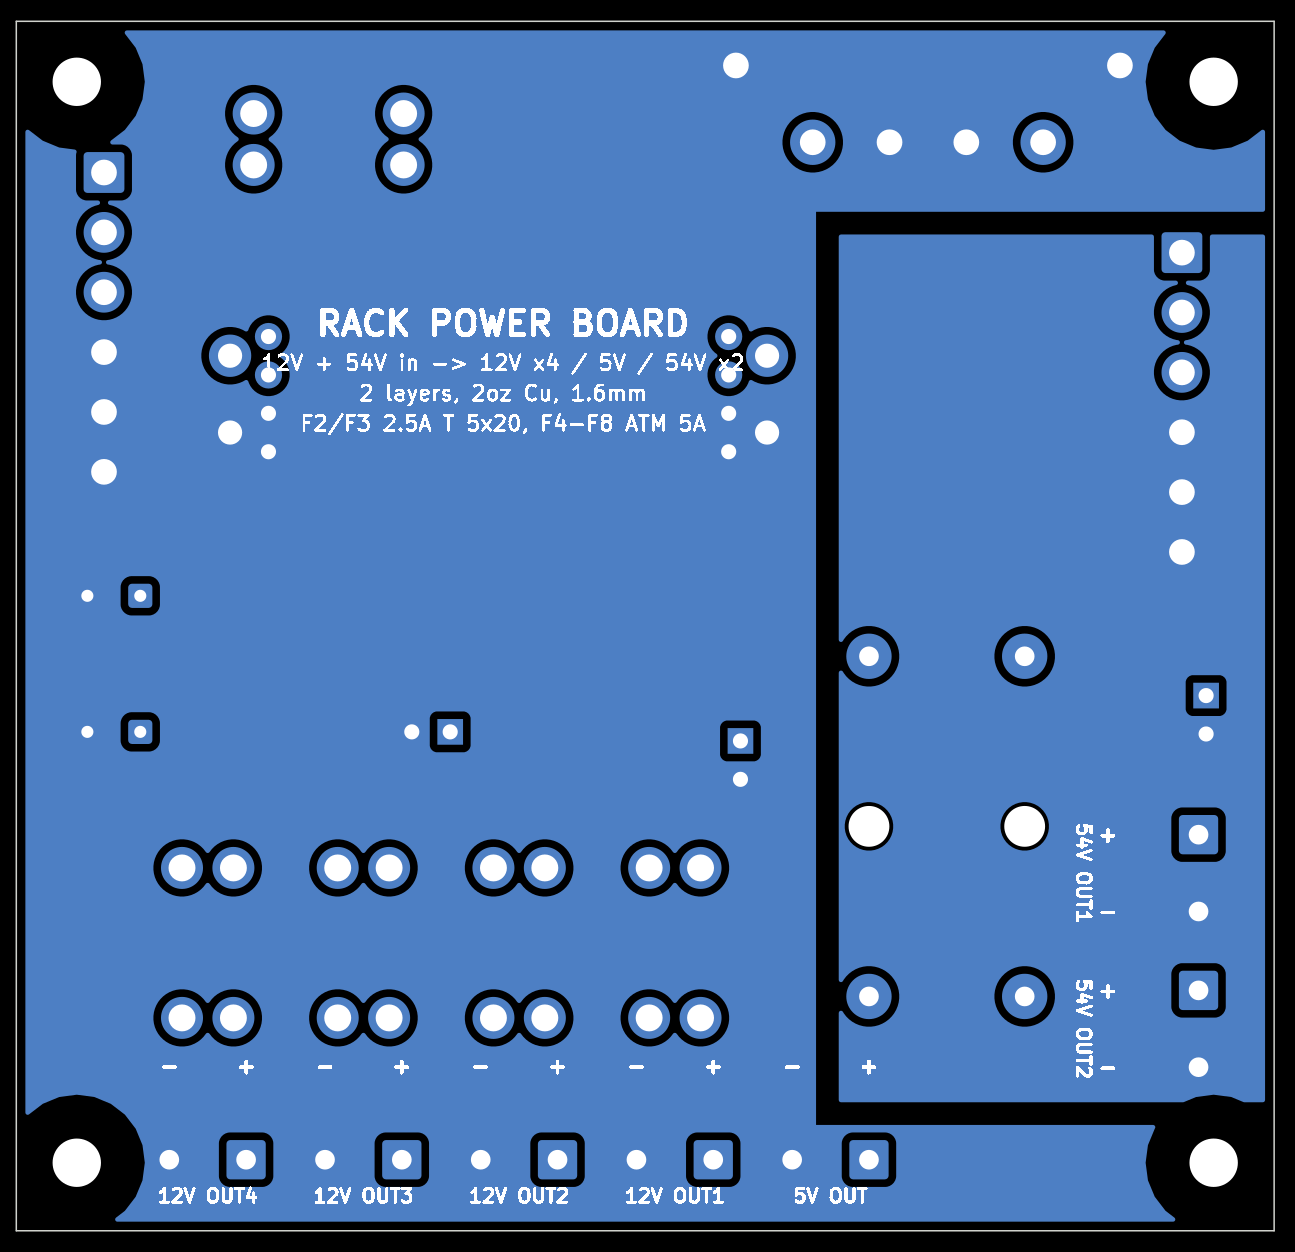 RACK POWER BOARD
12V + 54V in -> 12V x4 / 5V / 54V x2
2 layers, 2oz Cu, 1.6mm
F2/F3 2.5A T 5x20, F4-F8 ATM 5A
+
54V OUT1
-
+
54V OUT2
-
- + - + - + - + - +
12V OUT4 12V OUT3 12V OUT2 12V OUT1 5V OUT